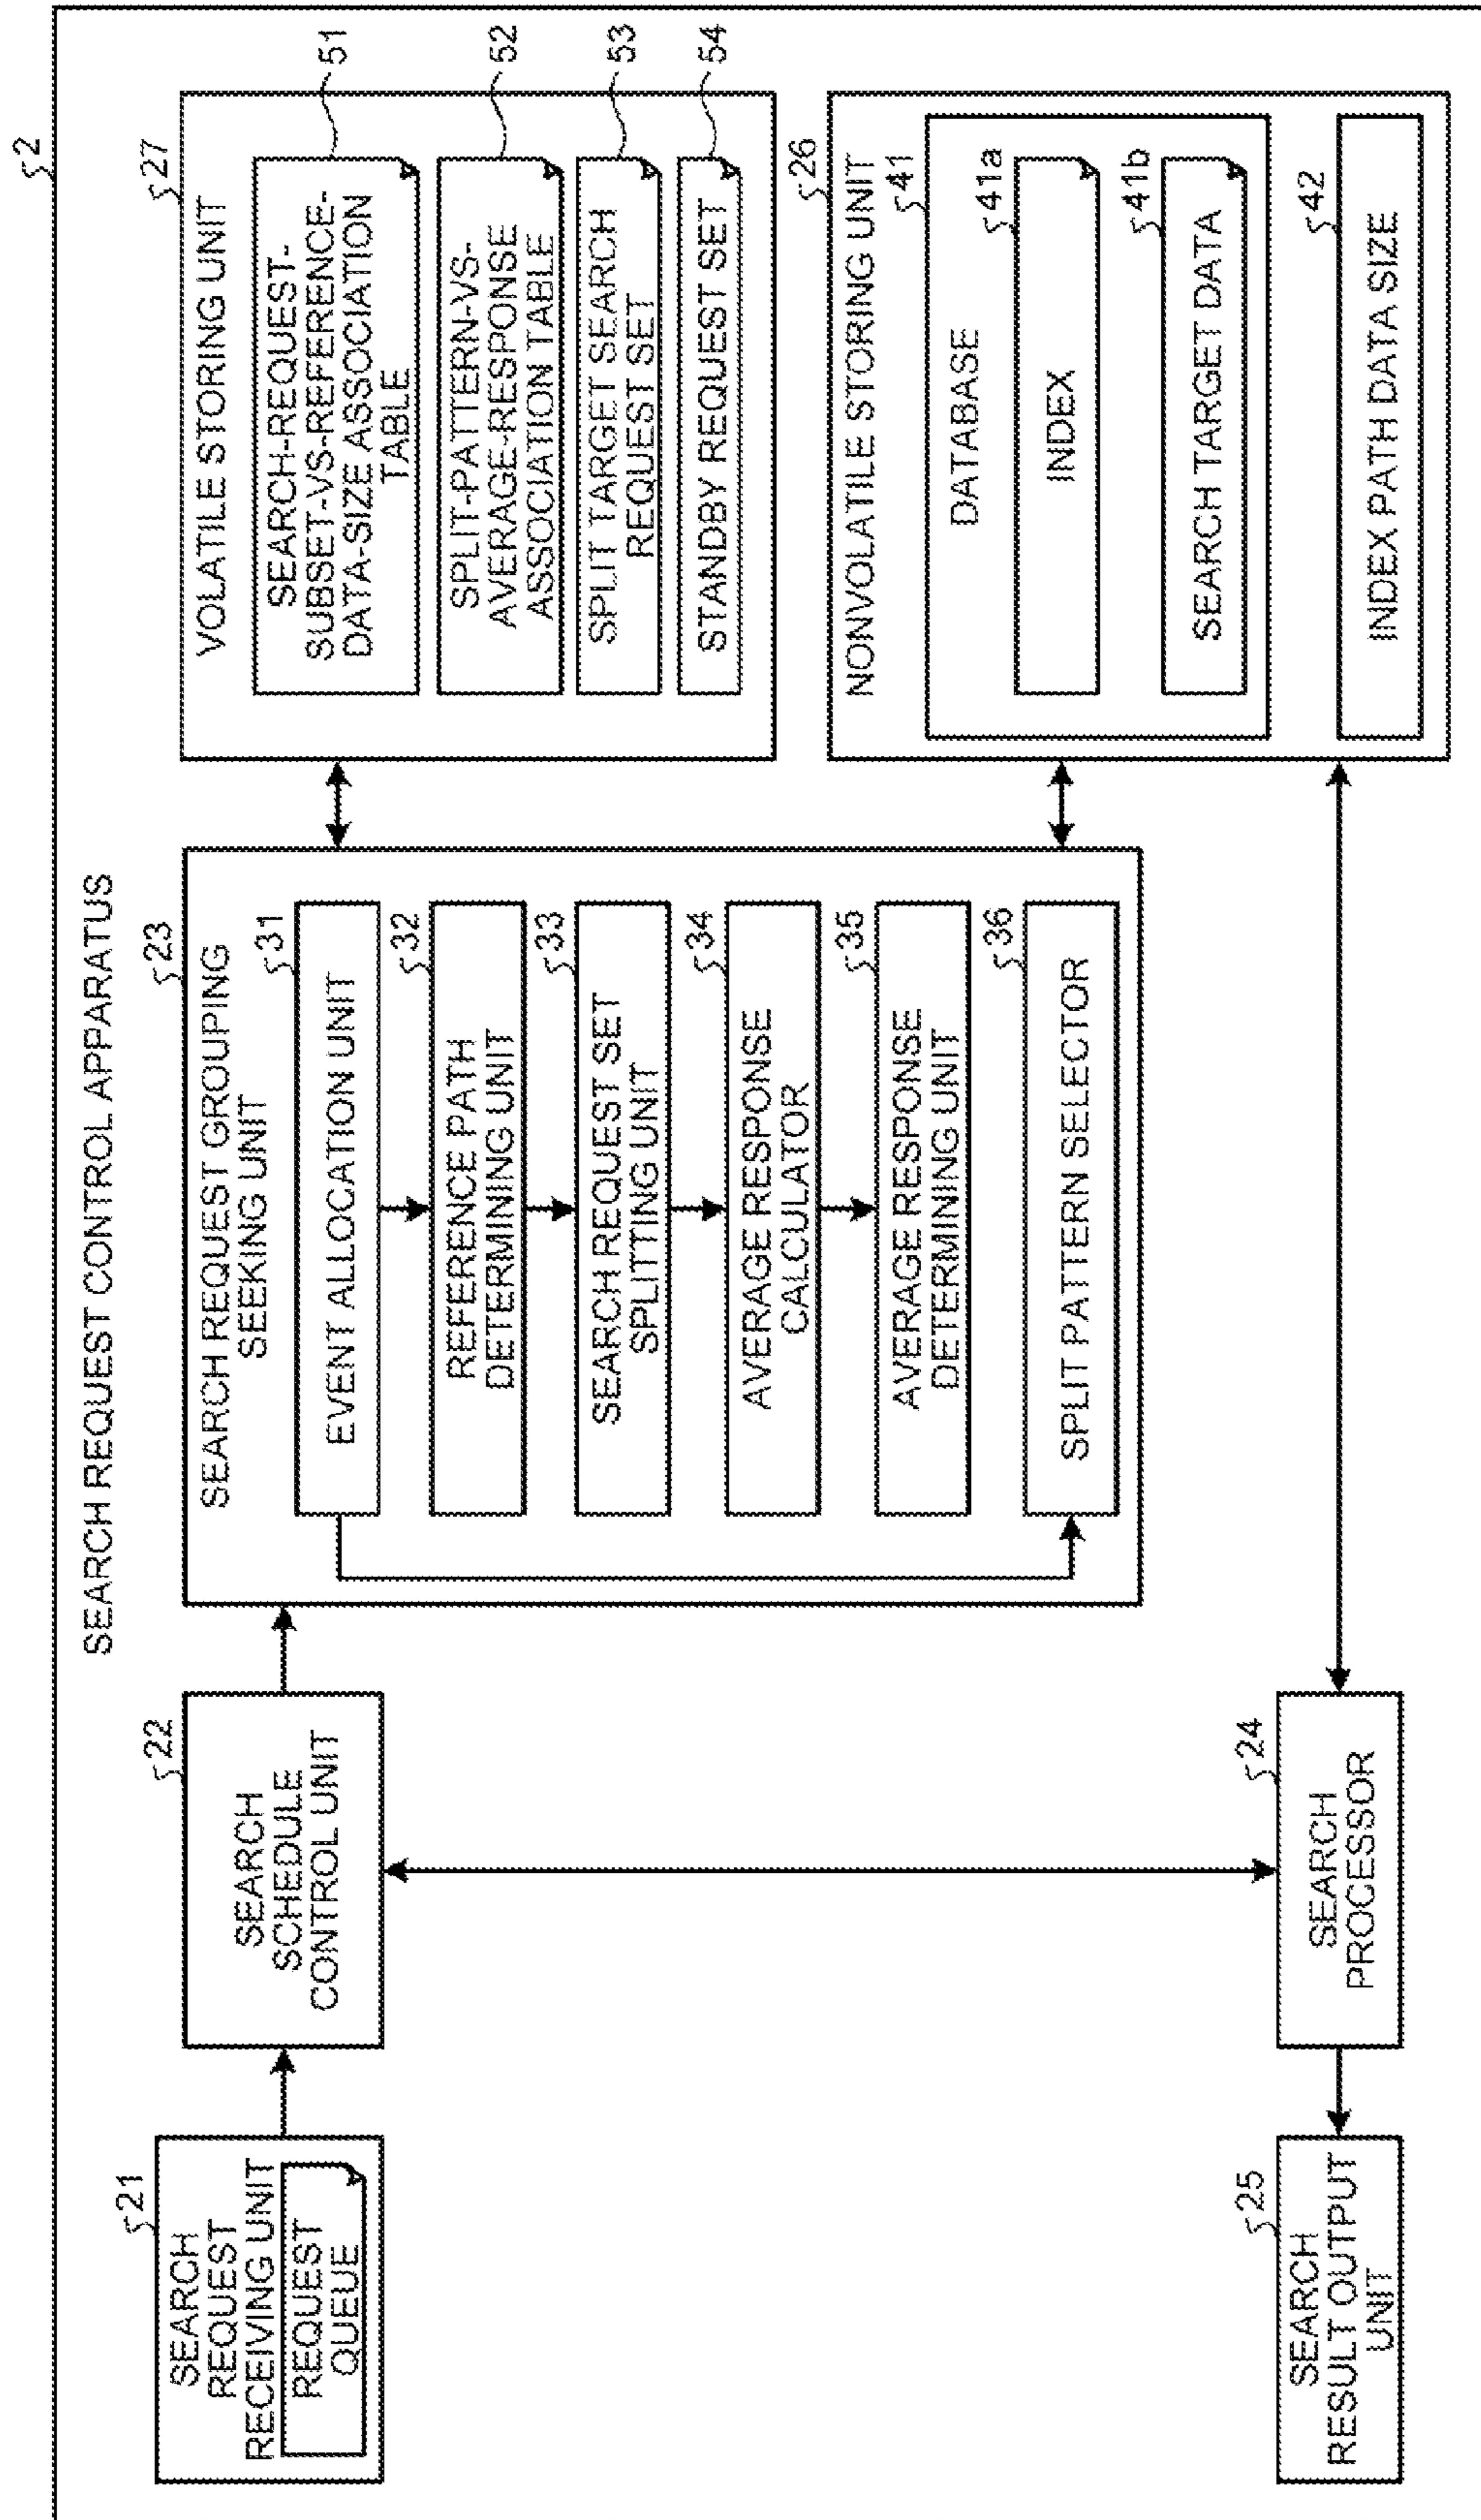 2
SEARCH REQUEST CONTROL APPARATUS
21
SEARCH
REQUEST
RECEIVING UNIT
REQUEST
QUEUE
22
SEARCH
SCHEDULE
CONTROL UNIT
23
SEARCH REQUEST GROUPING
SEEKING UNIT
31
EVENT ALLOCATION UNIT
32
REFERENCE PATH
DETERMINING UNIT
33
SEARCH REQUEST SET
SPLITTING UNIT
34
AVERAGE RESPONSE
CALCULATOR
35
AVERAGE RESPONSE
DETERMINING UNIT
36
SPLIT PATTERN SELECTOR
27
VOLATILE STORING UNIT
SEARCH-REQUEST-
SUBSET-VS-REFERENCE-
DATA-SIZE ASSOCIATION
TABLE
51
SPLIT-PATTERN-VS-
AVERAGE-RESPONSE
ASSOCIATION TABLE
52
SPLIT TARGET SEARCH
REQUEST SET
53
STANDBY REQUEST SET
54
26
NONVOLATILE STORING UNIT
41
DATABASE
41a
INDEX
41b
SEARCH TARGET DATA
42
INDEX PATH DATA SIZE
24
SEARCH
PROCESSOR
25
SEARCH
RESULT OUTPUT
UNIT